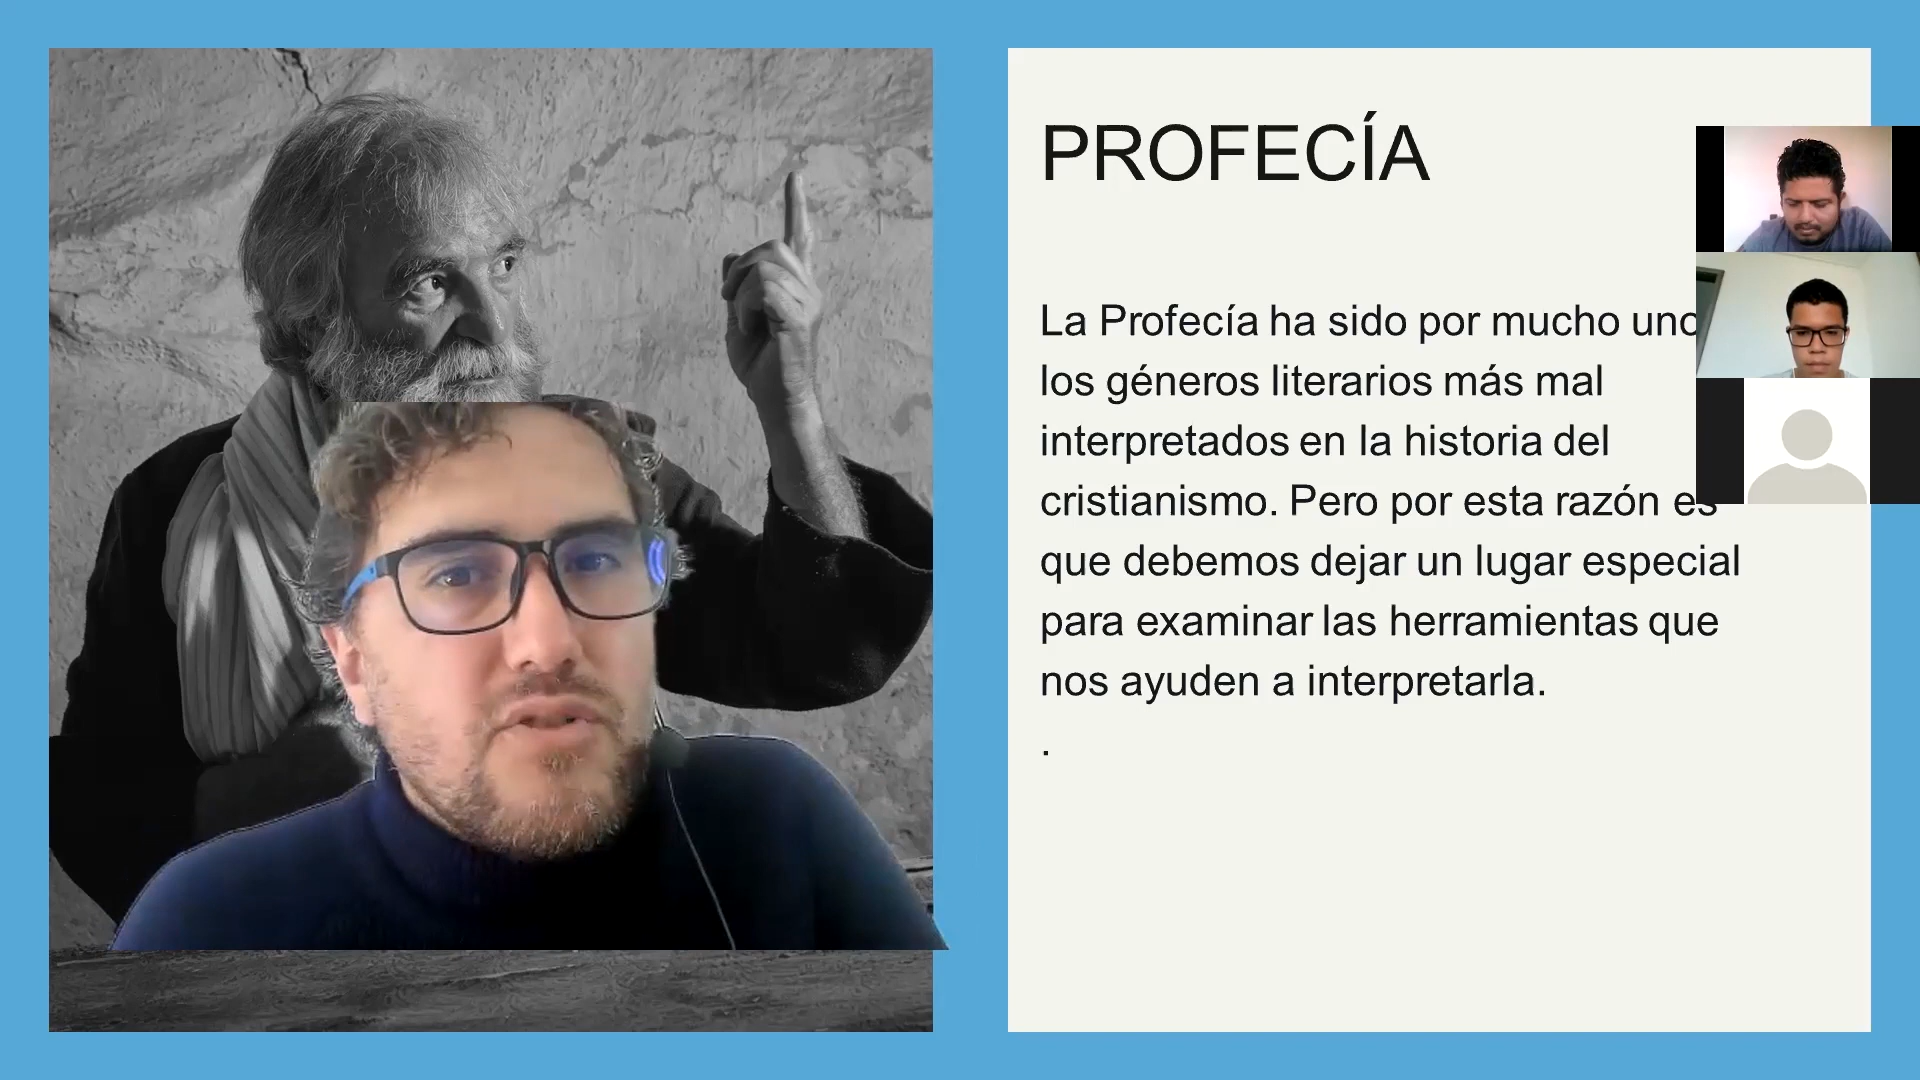 PROFECÍA
La Profecía ha sido por mucho uno
los géneros literarios más mal
interpretados en la historia del
cristianismo. Pero por esta razón es
que debemos dejar un lugar especial
para examinar las herramientas que
nos ayuden a interpretarla.
.